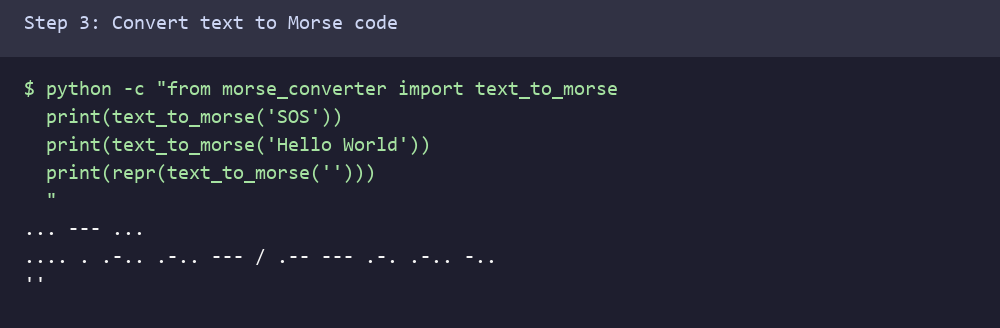 Step 3: Convert text to Morse code
$ python -c "from morse_converter import text_to_morse
  print(text_to_morse('SOS'))
  print(text_to_morse('Hello World'))
  print(repr(text_to_morse('')))
  "
... --- ...
.... . .-.. .-.. --- / .-- --- .-. .-.. -..
''